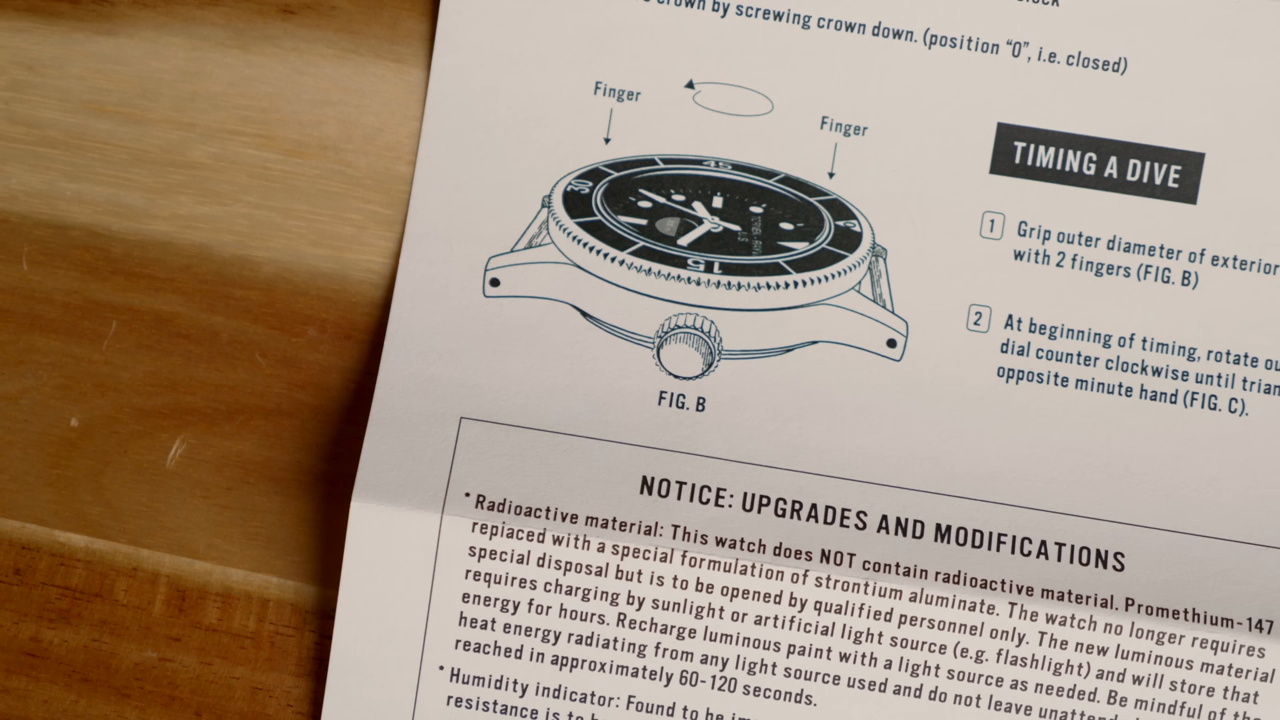 crown by screwing crown down. (position “0”, i.e. closed)
Finger
Finger
45
30
15
FIG. B
TIMING A DIVE
1 Grip outer diameter of exterior
with 2 fingers (FIG. B)
2 At beginning of timing, rotate
dial counter clockwise until
opposite minute hand (FIG. C).
NOTICE: UPGRADES AND MODIFICATIONS
• Radioactive material: This watch does NOT contain radioactive material. Promethium-147
replaced with a special formulation of strontium aluminate. The watch no longer requires
special disposal but is to be opened by qualified personnel only. The new luminous material
requires charging by sunlight or artificial light source (e.g. flashlight) and will store that
energy for hours. Recharge luminous paint with a light source as needed. Be mindful of the
heat energy radiating from any light source used and do not leave
reached in approximately 60-120 seconds.
• Humidity indicator: Found to be
resistance is to